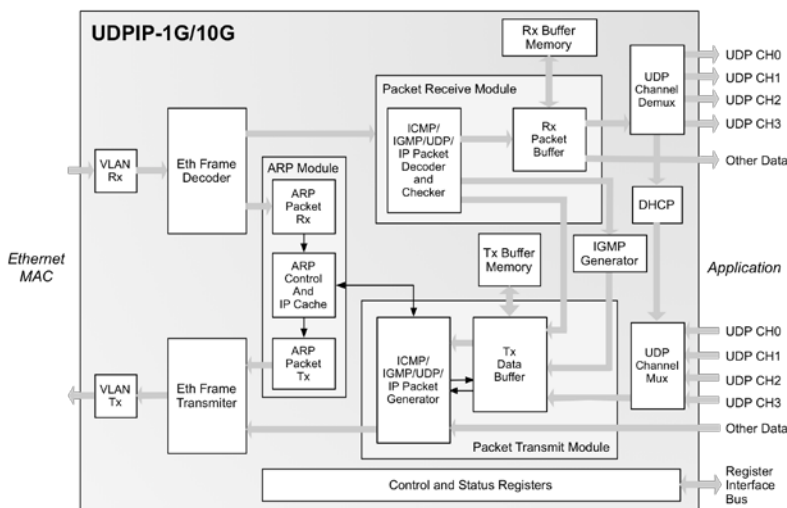 UDPIP-1G/10G
Rx Buffer
Memory
UDP
Channel
Demux
UDP CH0
UDP CH1
UDP CH2
UDP CH3
Other Data
Packet Receive Module
ICMP/
IGMP/UDP/
IP Packet
Decoder
and
Checker
Rx
Packet
Buffer
VLAN
Rx
Eth Frame
Decoder
ARP Module
ARP
Packet
Rx
ARP
Control
And
IP Cache
ARP
Packet
Tx
DHCP
IGMP
Generator
Tx Buffer
Memory
Ethernet
MAC
Application
VLAN
Tx
Eth Frame
Transmiter
ICMP/
IGMP/UDP/
IP Packet
Generator
Tx
Data
Buffer
Packet Transmit Module
UDP
Channel
Mux
UDP CH0
UDP CH1
UDP CH2
UDP CH3
Other Data
Control and Status Registers
Register
Interface
Bus